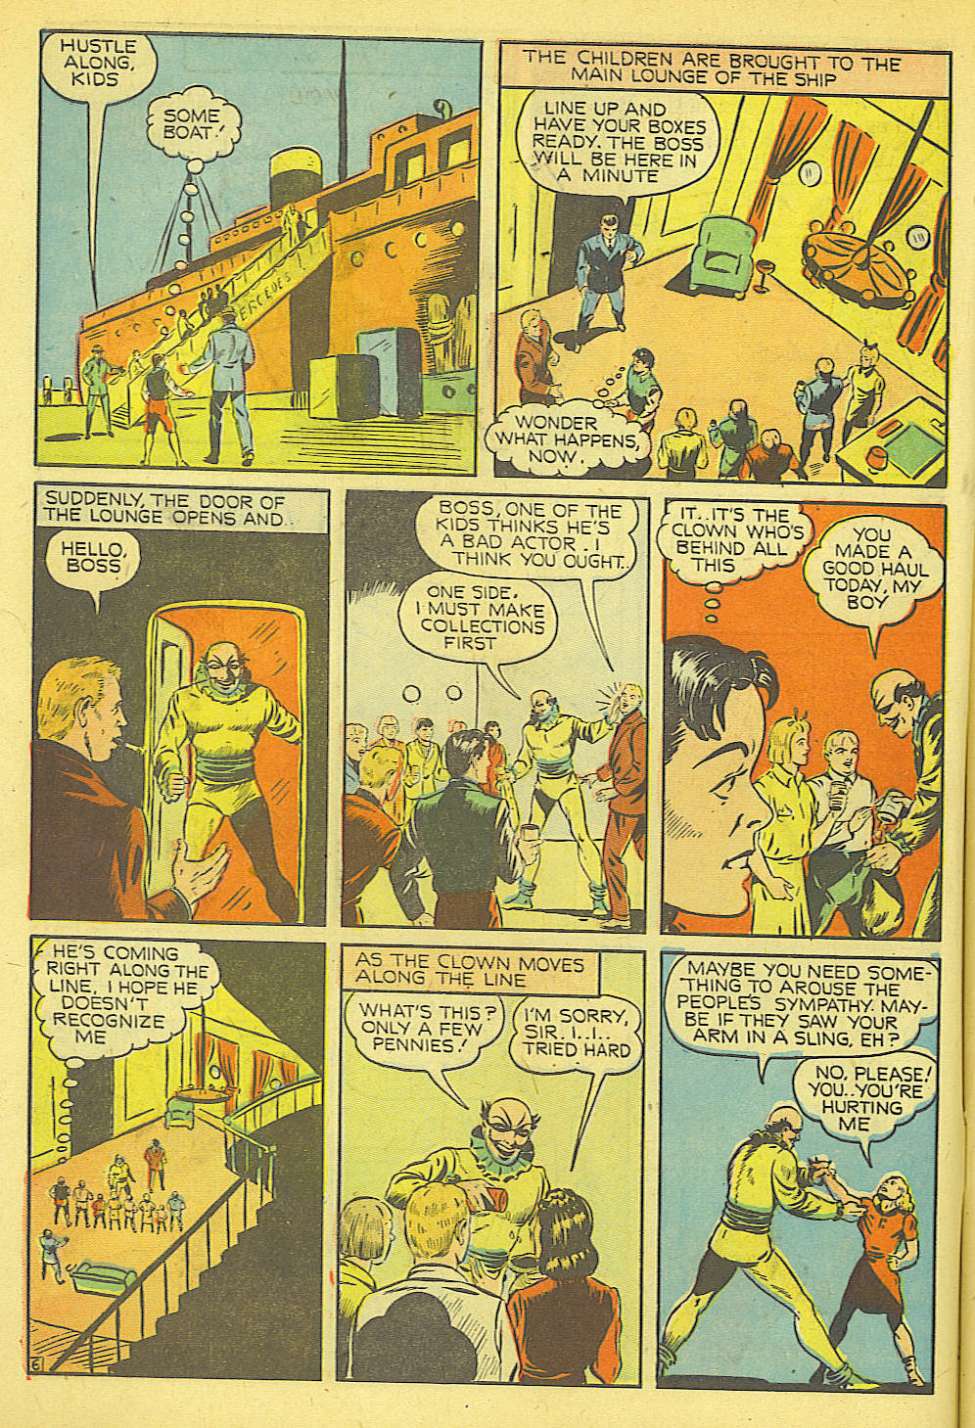 HUSTLE
ALONG,
KIDS
SOME
BOAT!
ERCEDES
THE CHILDREN ARE BROUGHT TO THE
MAIN LOUNGE OF THE SHIP
LINE UP AND
HAVE YOUR BOXES
READY. THE BOSS
WILL BE HERE IN
A MINUTE
WONDER
WHAT HAPPENS,
NOW.
SUDDENLY, THE DOOR OF
THE LOUNGE OPENS AND..
HELLO,
BOSS
BOSS, ONE OF THE
KIDS THINKS HE'S
A BAD ACTOR. I
THINK YOU OUGHT..
ONE SIDE.
I MUST MAKE
COLLECTIONS
FIRST
IT..IT'S THE
CLOWN WHO'S
BEHIND ALL
THIS
YOU
MADE A
GOOD HAUL
TODAY, MY
BOY
HE'S COMING
RIGHT ALONG THE
LINE, I HOPE HE
DOESN'T
RECOGNIZE
ME
6
AS THE CLOWN MOVES
ALONG THE LINE
WHAT'S THIS?
ONLY A FEW
PENNIES!
I'M SORRY,
SIR. I...I..
TRIED HARD
MAYBE YOU NEED SOME-
THING TO AROUSE THE
PEOPLE'S SYMPATHY. MAY-
BE IF THEY SAW YOUR
ARM IN A SLING, EH?
NO, PLEASE!
YOU..YOU'RE
HURTING
ME